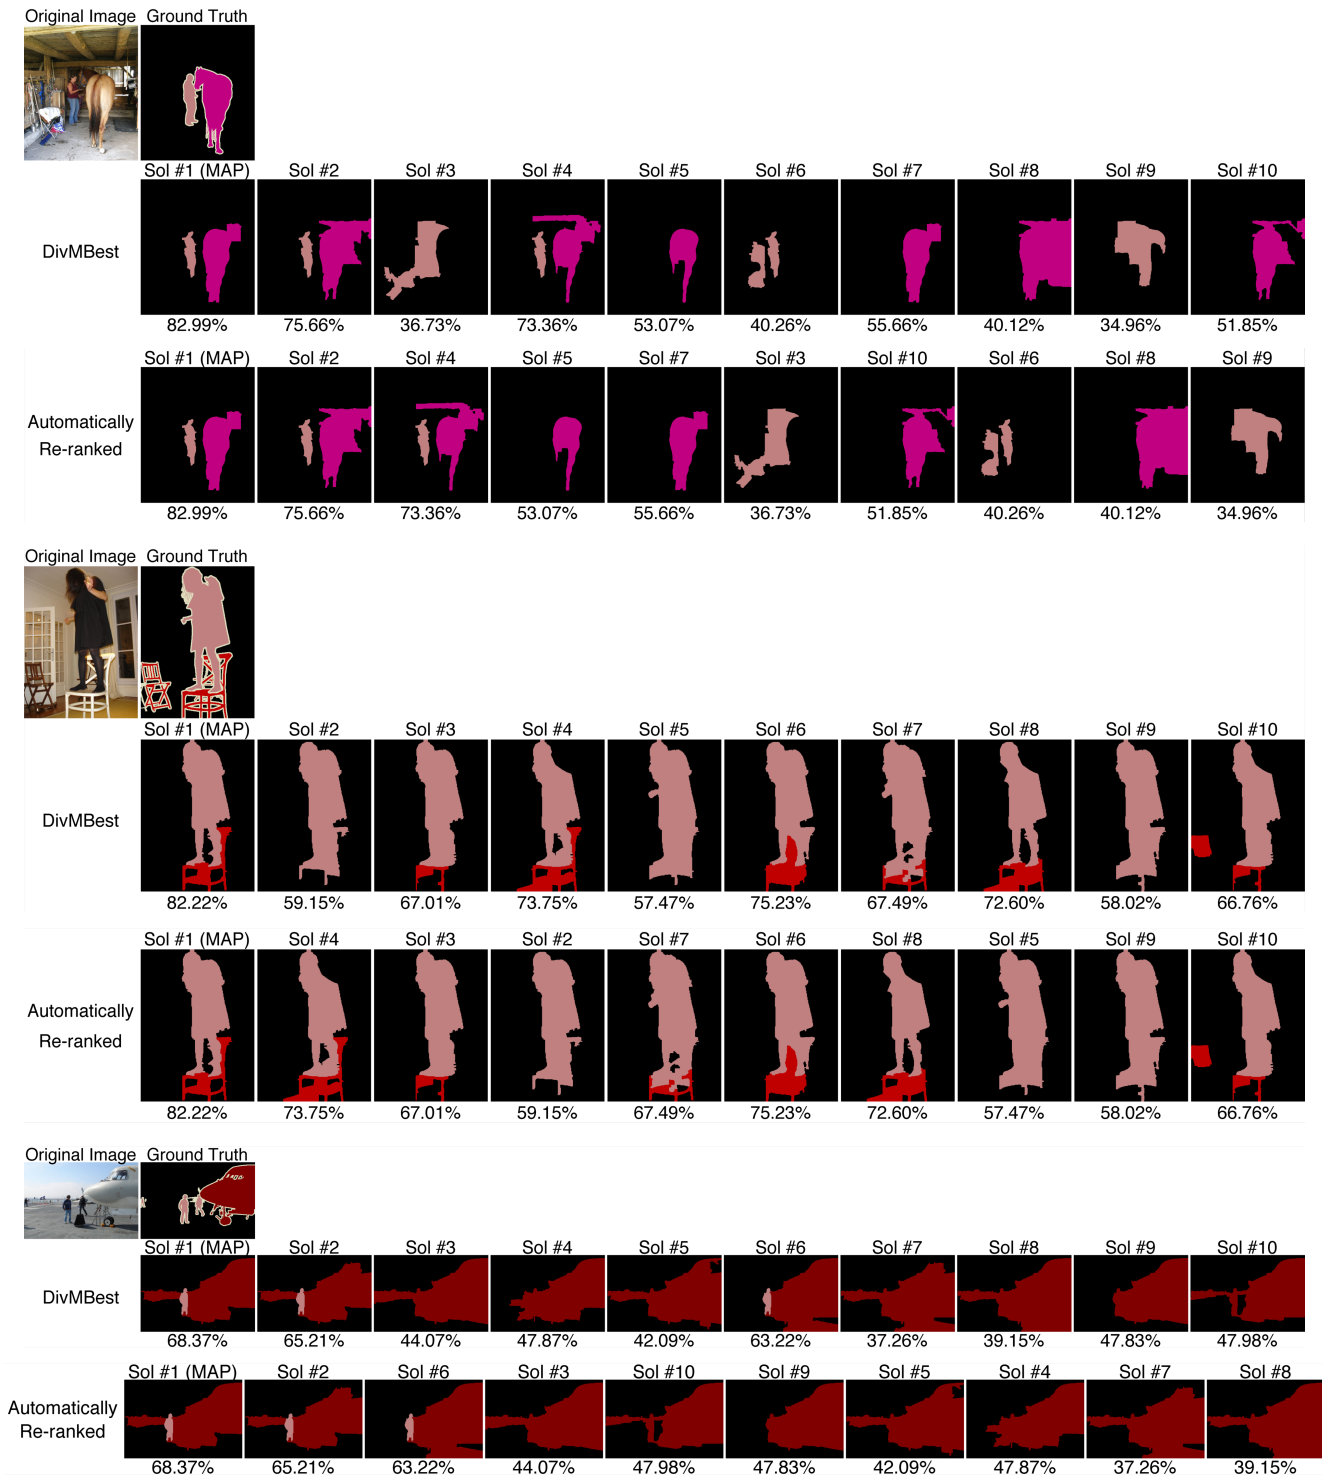 Original Image Ground Truth
Sol #1 (MAP) Sol #2 Sol #3 Sol #4 Sol #5 Sol #6 Sol #7 Sol #8 Sol #9 Sol #10
DivMBest
82.99% 75.66% 36.73% 73.36% 53.07% 40.26% 55.66% 40.12% 34.96% 51.85%
Sol #1 (MAP) Sol #2 Sol #4 Sol #5 Sol #7 Sol #3 Sol #10 Sol #6 Sol #8 Sol #9
Automatically
Re-ranked
82.99% 75.66% 73.36% 53.07% 55.66% 36.73% 51.85% 40.26% 40.12% 34.96%
Original Image Ground Truth
Sol #1 (MAP) Sol #2 Sol #3 Sol #4 Sol #5 Sol #6 Sol #7 Sol #8 Sol #9 Sol #10
DivMBest
82.22% 59.15% 67.01% 73.75% 57.47% 75.23% 67.49% 72.60% 58.02% 66.76%
Sol #1 (MAP) Sol #4 Sol #3 Sol #2 Sol #7 Sol #6 Sol #8 Sol #5 Sol #9 Sol #10
Automatically
Re-ranked
82.22% 73.75% 67.01% 59.15% 67.49% 75.23% 72.60% 57.47% 58.02% 66.76%
Original Image Ground Truth
Sol #1 (MAP) Sol #2 Sol #3 Sol #4 Sol #5 Sol #6 Sol #7 Sol #8 Sol #9 Sol #10
DivMBest
68.37% 65.21% 44.07% 47.87% 42.09% 63.22% 37.26% 39.15% 47.83% 47.98%
Sol #1 (MAP) Sol #2 Sol #6 Sol #3 Sol #10 Sol #9 Sol #5 Sol #4 Sol #7 Sol #8
Automatically
Re-ranked
68.37% 65.21% 63.22% 44.07% 47.98% 47.83% 42.09% 47.87% 37.26% 39.15%